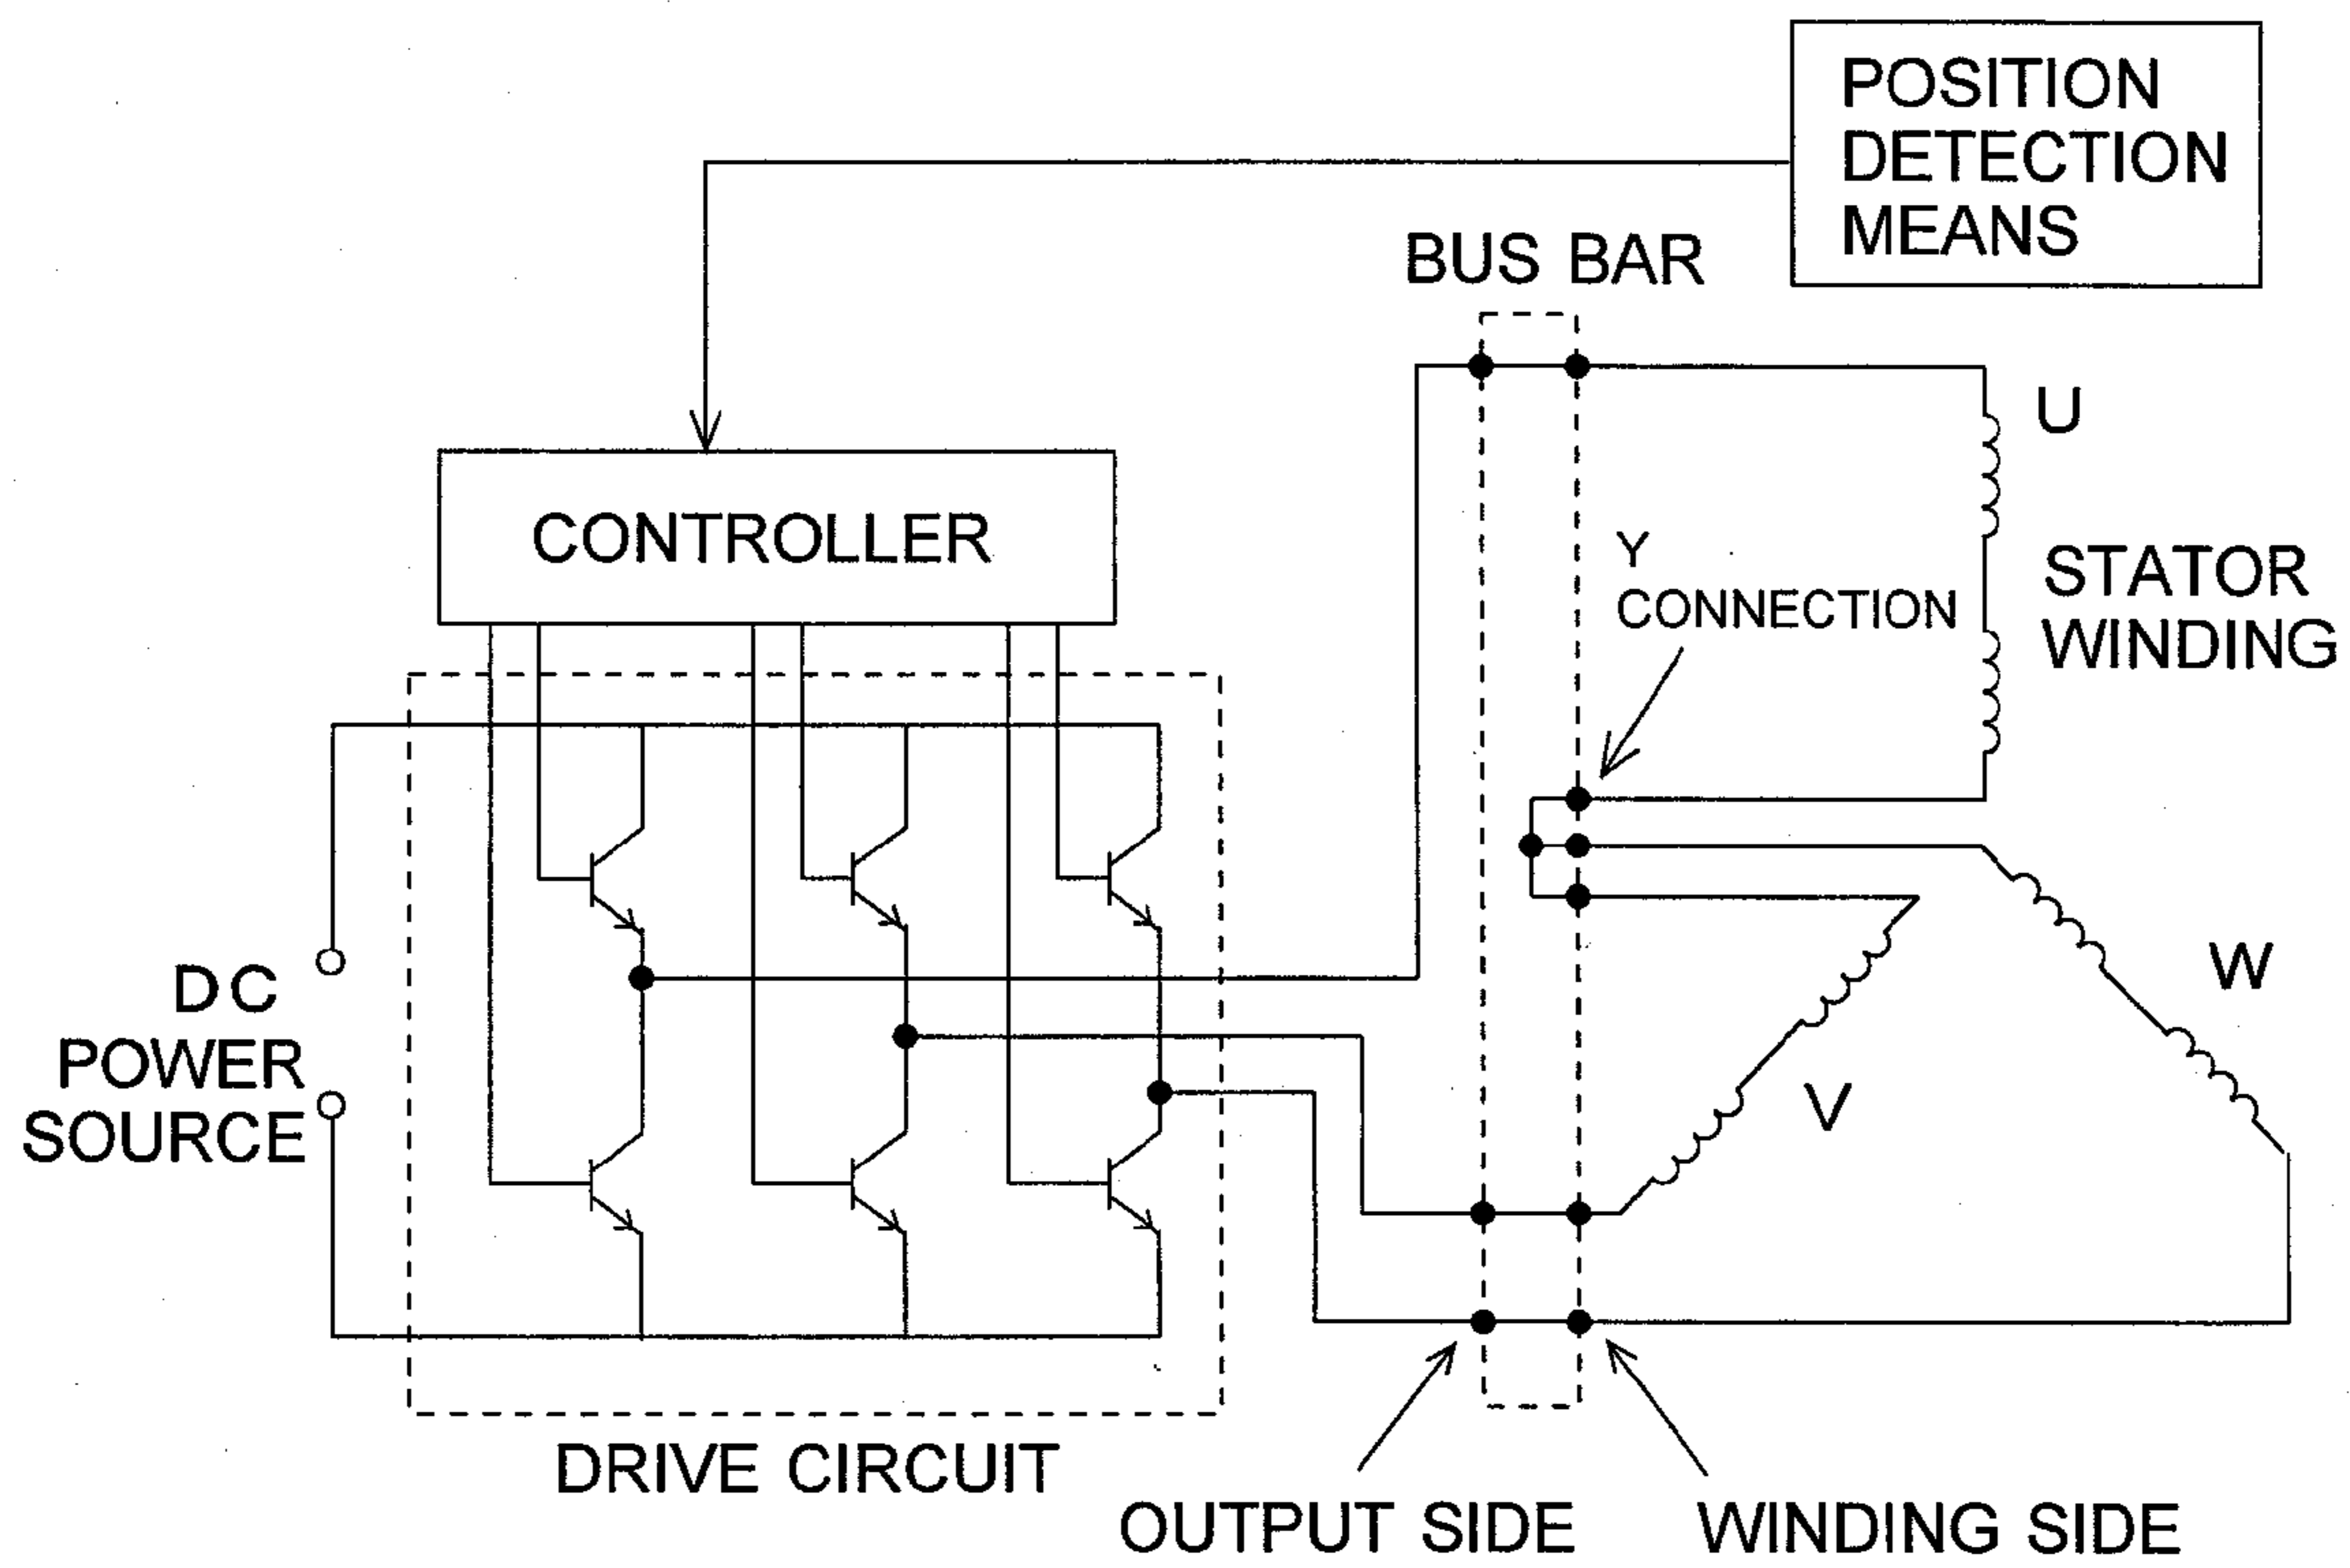 POSITION
DETECTION
MEANS
BUS BAR
U
CONTROLLER
Y
CONNECTION
STATOR
WINDING
DC
POWER
SOURCE
W
V
DRIVE CIRCUIT
OUTPUT SIDE
WINDING SIDE